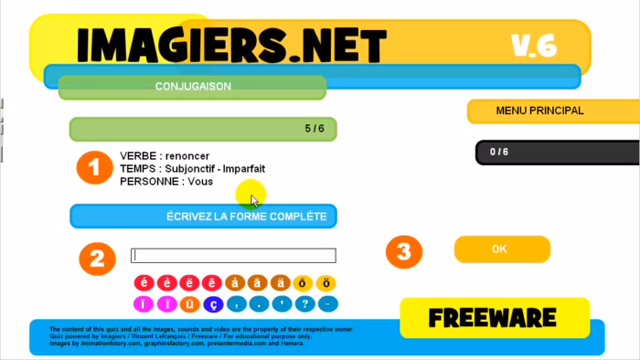 IMAGIERS.NET
V.6
CONJUGAISON
MENU PRINCIPAL
5 / 6
0 / 6
1
VERBE : renoncer
TEMPS : Subjonctif - Imparfait
PERSONNE : Vous
ÉCRIVEZ LA FORME COMPLÈTE
2
3
OK
ç , . ' ? -
FREEWARE
The content of this quiz and all the images, sounds and video are the property of their respective owner.
Quiz powered by Imagiers / Vincent Lefrançois / Freeware / For educational purpose only.
Images by Animationfctory.com, graphicsfactory.com, presentermedia.com and Hemera.